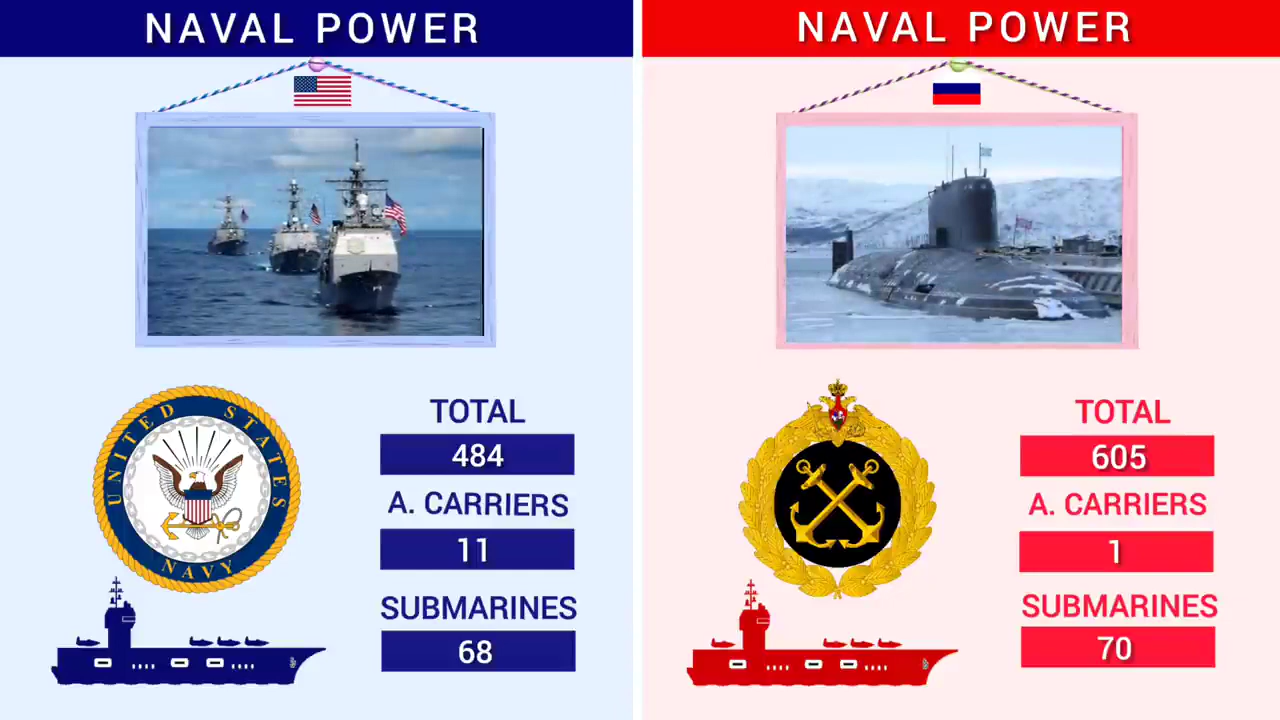 NAVAL POWER
UNITED STATES
NAVY
TOTAL
484
A. CARRIERS
11
SUBMARINES
68
NAVAL POWER
TOTAL
605
A. CARRIERS
1
SUBMARINES
70